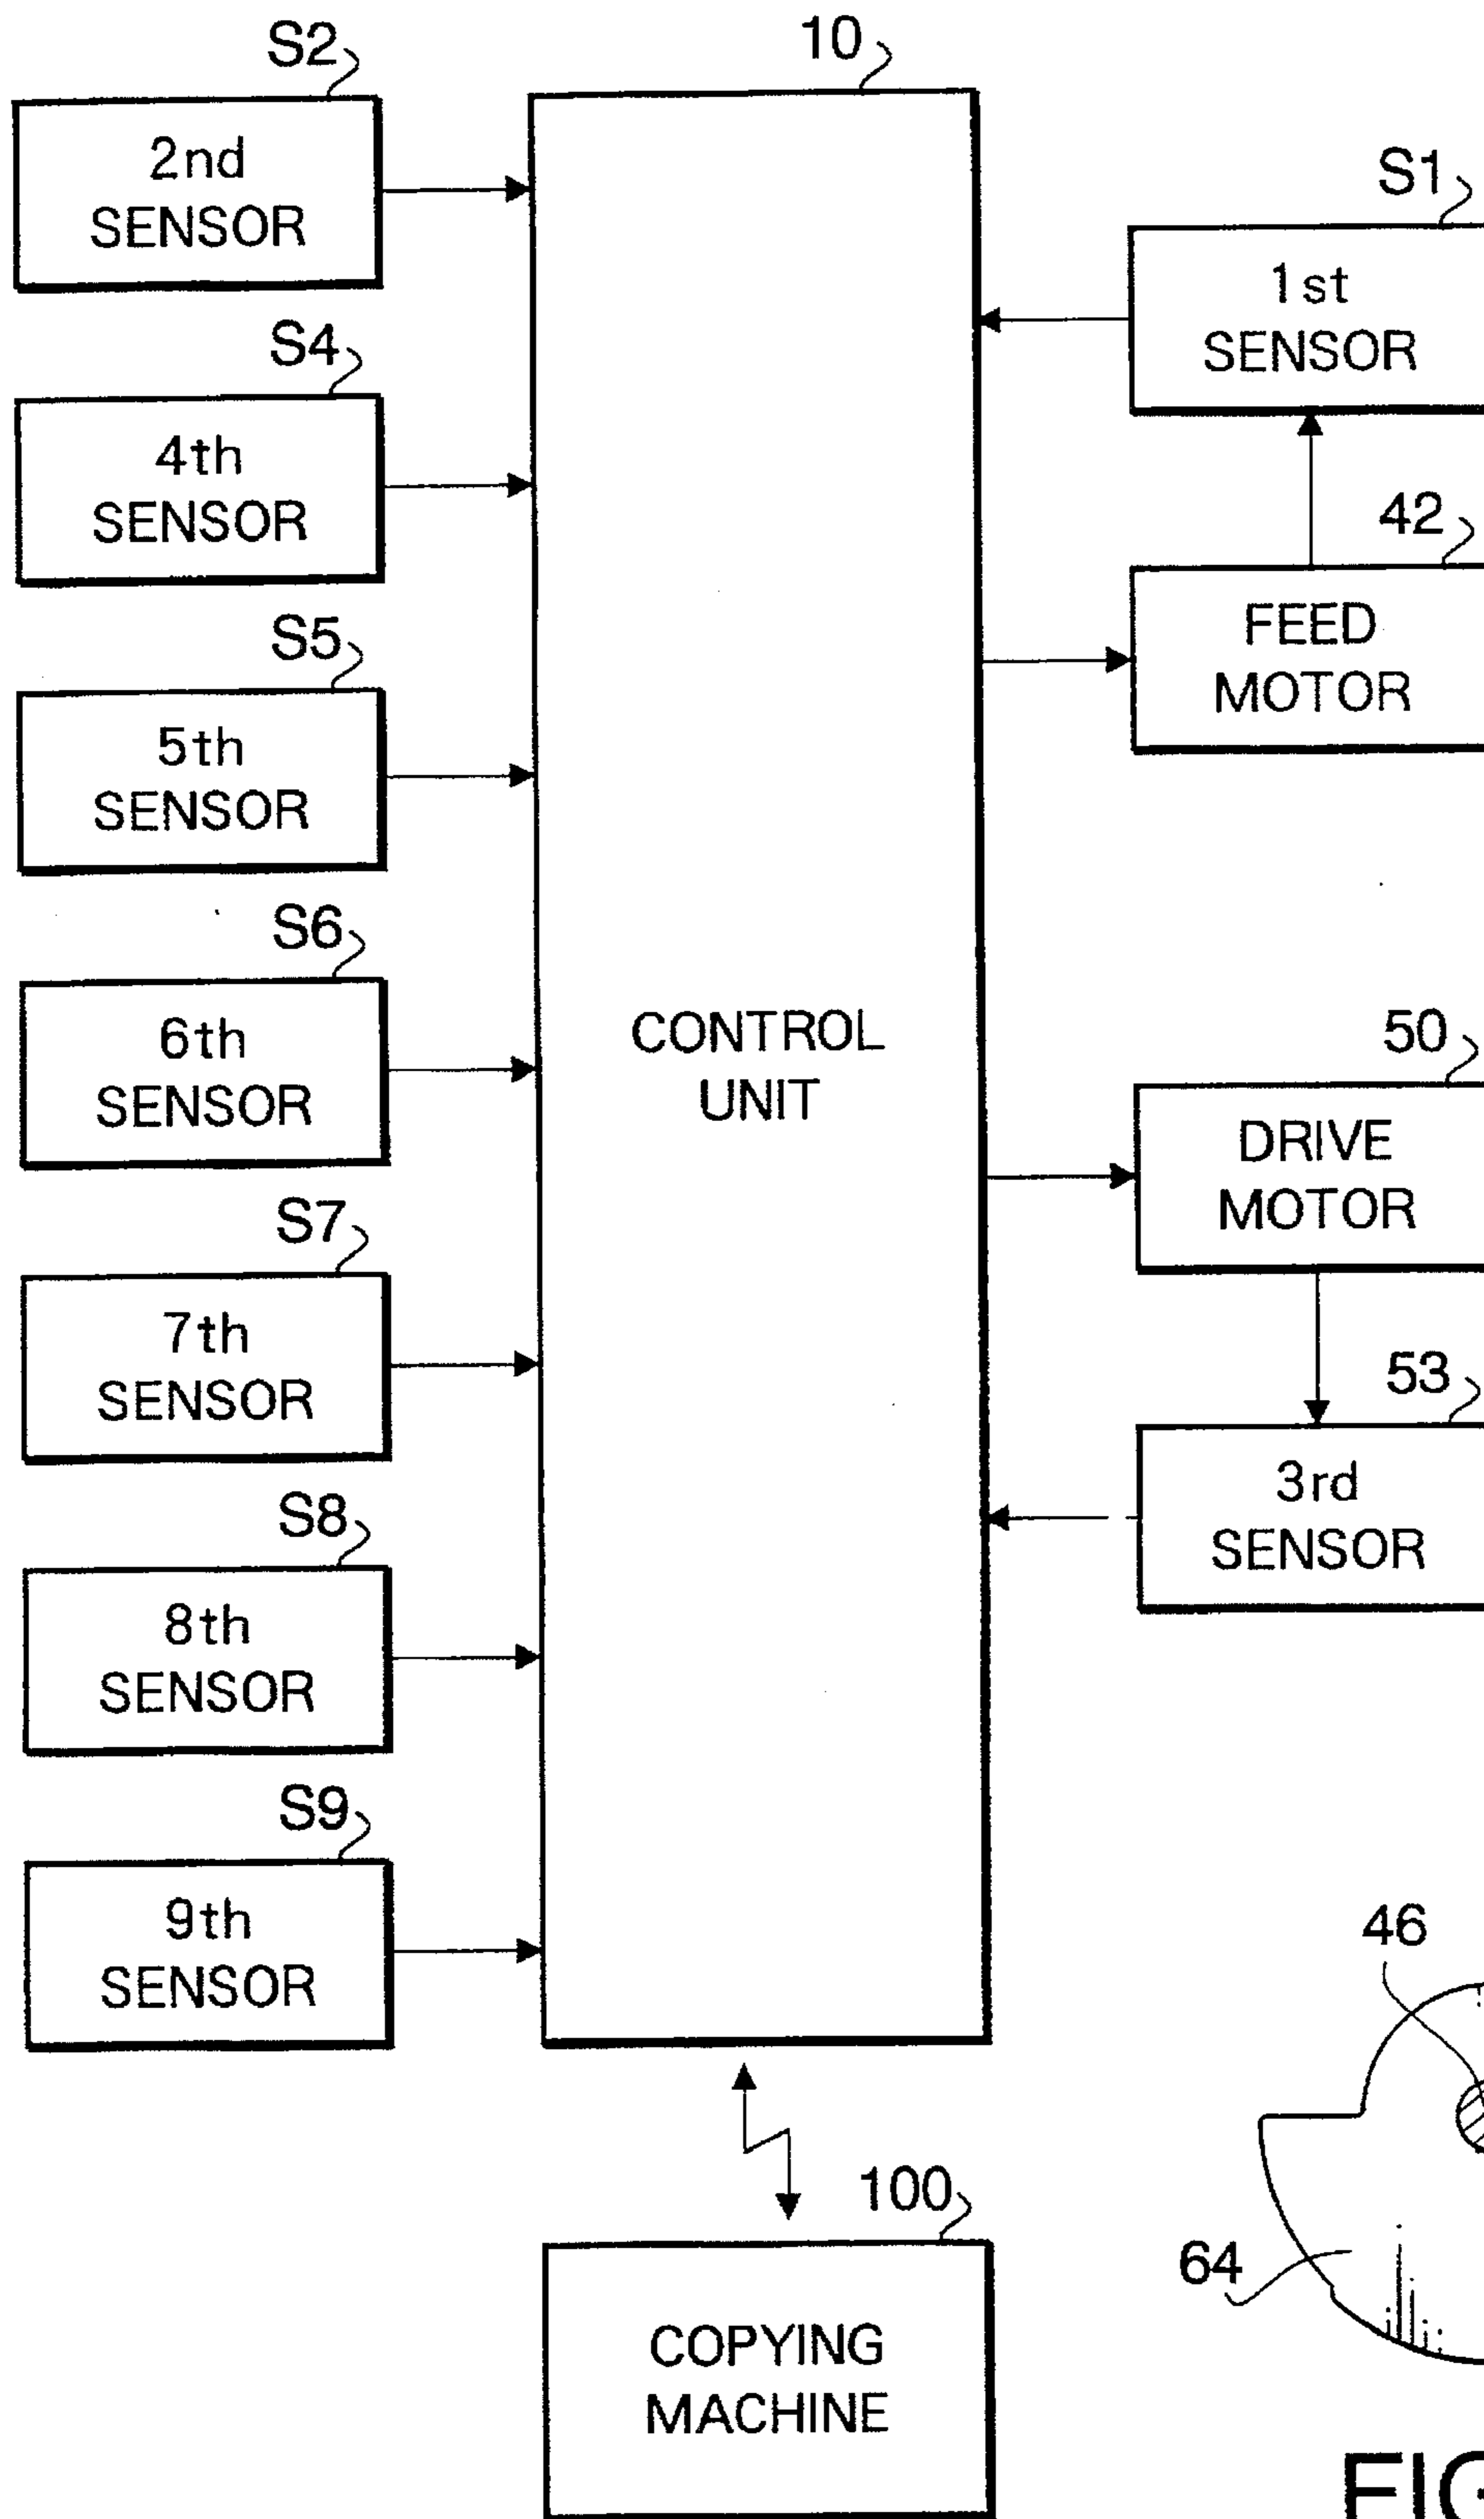 S2
2nd
SENSOR
S4
4th
SENSOR
S5
5th
SENSOR
S6
6th
SENSOR
S7
7th
SENSOR
S8
8th
SENSOR
S9
9th
SENSOR
10
CONTROL
UNIT
100
COPYING
MACHINE
S1
1st
SENSOR
42
FEED
MOTOR
50
DRIVE
MOTOR
53
3rd
SENSOR
46
64
FIG